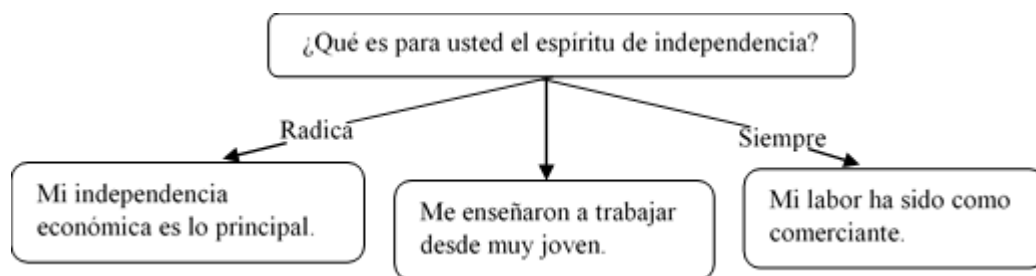 ¿Qué es para usted el espíritu de independencia?
Radica
Siempre
Mi independencia
económica es lo principal.
Me enseñaron a trabajar
desde muy joven.
Mi labor ha sido como
comerciante.